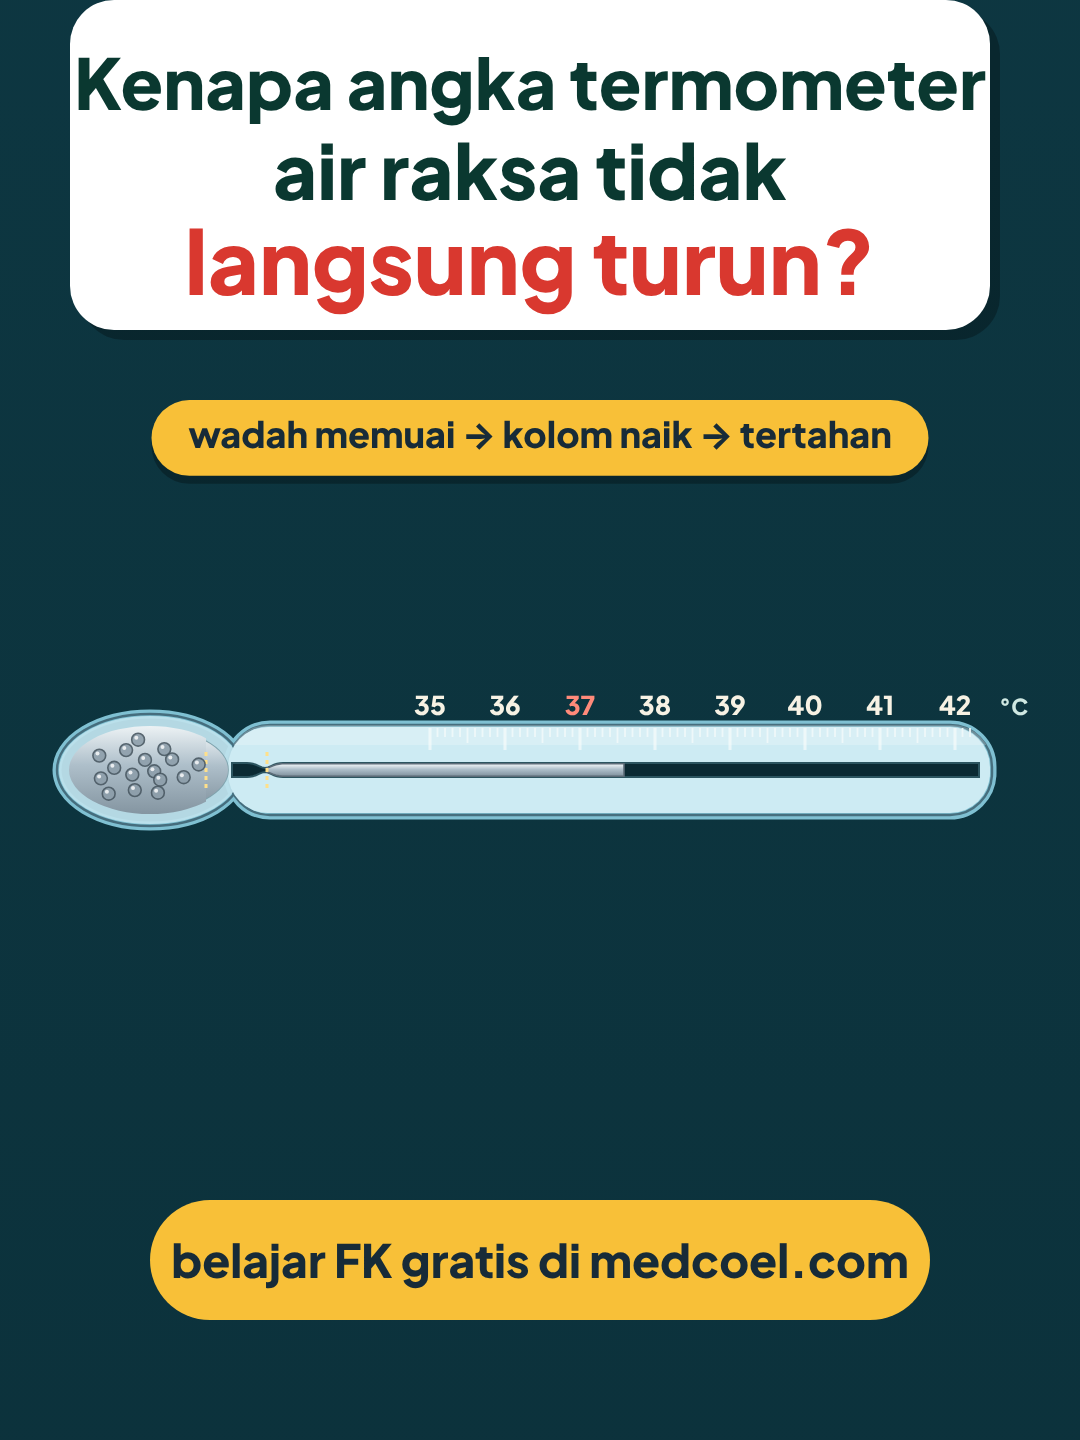 Kenapa angka termometer
air raksa tidak
langsung turun?
wadah memuai → kolom naik → tertahan
35 36 37 38 39 40 41 42 °C
belajar FK gratis di medcoel.com